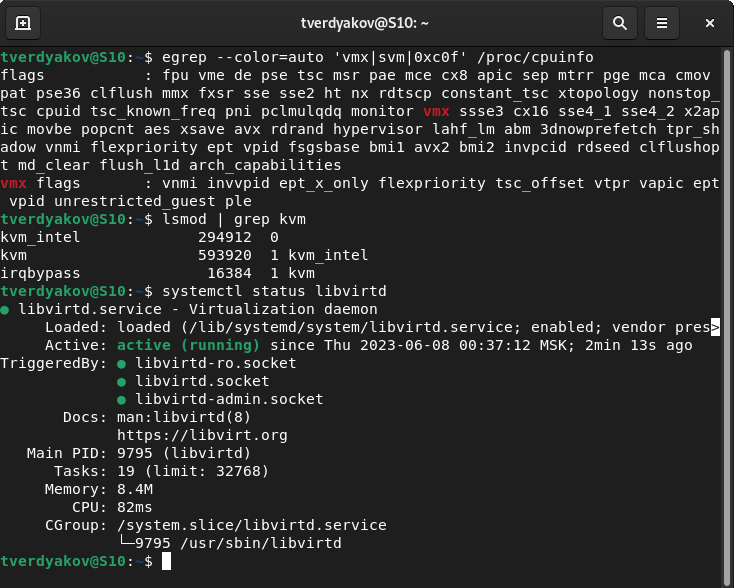 tverdyakov@S10: ~
tverdyakov@S10:~$ egrep --color=auto 'vmx|svm|0xc0f' /proc/cpuinfo
flags           : fpu vme de pse tsc msr pae mce cx8 apic sep mtrr pge mca cmov
pat pse36 clflush mmx fxsr sse sse2 ht nx rdtscp constant_tsc xtopology nonstop_
tsc cpuid tsc_known_freq pni pclmulqdq monitor vmx ssse3 cx16 sse4_1 sse4_2 x2ap
ic movbe popcnt aes xsave avx rdrand hypervisor lahf_lm abm 3dnowprefetch tpr_sh
adow vnmi flexpriority ept vpid fsgsbase bmi1 avx2 bmi2 invpcid rdseed clflushop
t md_clear flush_l1d arch_capabilities
vmx flags       : vnmi invvpid ept_x_only flexpriority tsc_offset vtpr vapic ept
 vpid unrestricted_guest ple
tverdyakov@S10:~$ lsmod | grep kvm
kvm_intel             294912  0
kvm                   593920  1 kvm_intel
irqbypass              16384  1 kvm
tverdyakov@S10:~$ systemctl status libvirtd
● libvirtd.service - Virtualization daemon
     Loaded: loaded (/lib/systemd/system/libvirtd.service; enabled; vendor pres>
     Active: active (running) since Thu 2023-06-08 00:37:12 MSK; 2min 13s ago
TriggeredBy: ● libvirtd-ro.socket
             ● libvirtd.socket
             ● libvirtd-admin.socket
       Docs: man:libvirtd(8)
             https://libvirt.org
   Main PID: 9795 (libvirtd)
      Tasks: 19 (limit: 32768)
     Memory: 8.4M
        CPU: 82ms
     CGroup: /system.slice/libvirtd.service
             └─9795 /usr/sbin/libvirtd
tverdyakov@S10:~$